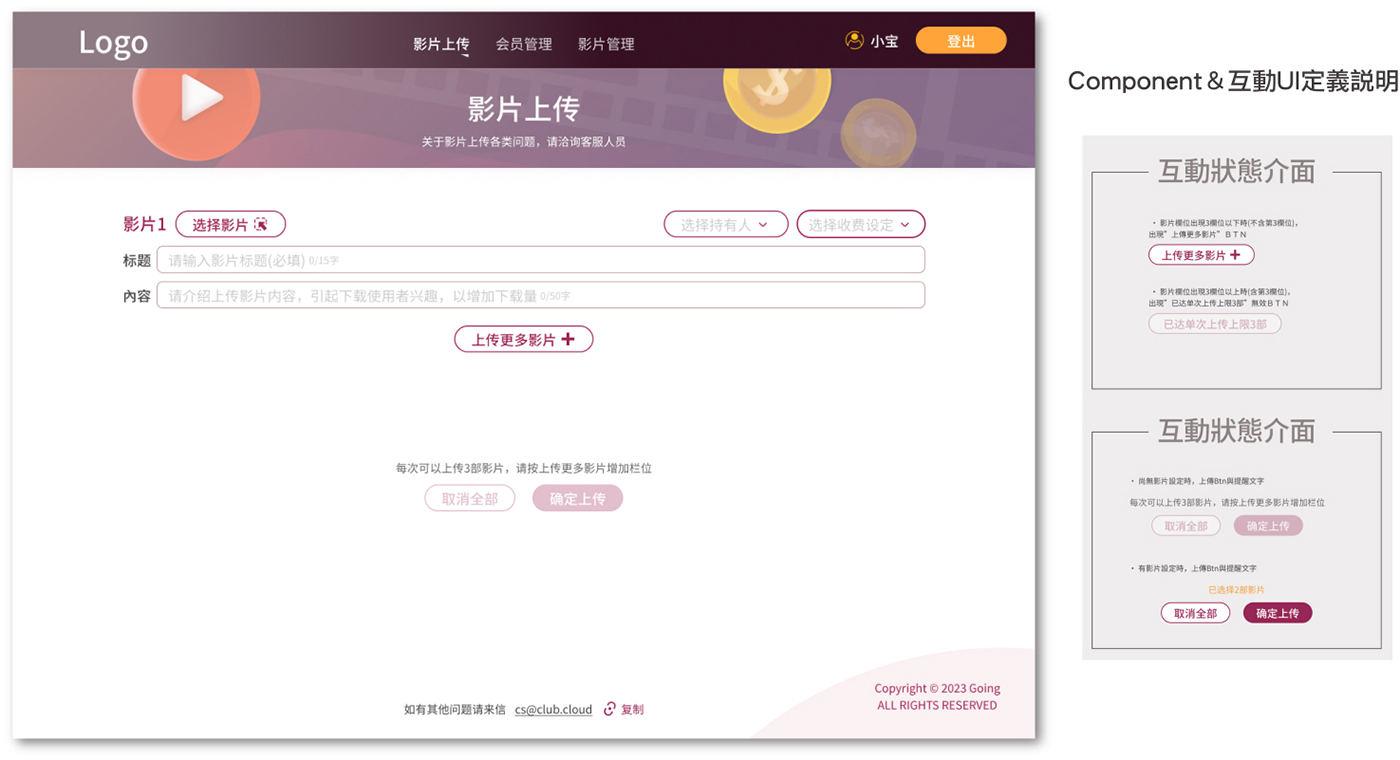 Logo
影片上传 会员管理 影片管理
小宝 登出
影片上传
关于影片上传各类问题，请洽询客服人员
影片1 选择影片 选择持有人 选择收费设定
标题 请输入影片标题(必填) 0/15字
內容 请介绍上传影片内容，引起下载使用者兴趣，以增加下载量 0/50字
上传更多影片
每次可以上传3部影片，请按上传更多影片增加栏位
取消全部 确定上传
如有其他问题请来信 cs@club.cloud 复制
Copyright © 2023 Going
ALL RIGHTS RESERVED
Component & 互動UI定義説明
互動狀態介面
・ 影片欄位出現3欄位以下時(不含第3欄位)，
出現" 上傳更多影片" BTN
上传更多影片
・ 影片欄位出現3欄位以上時(含第3欄位)，
出現" 已达单次上传上限3部" 無效BTN
已达单次上传上限3部
互動狀態介面
・ 尚無影片設定時，上傳Btn與提醒文字
每次可以上传3部影片，请按上传更多影片增加栏位
取消全部 确定上传
・ 有影片設定時，上傳Btn與提醒文字
已选择2部影片
取消全部 确定上传